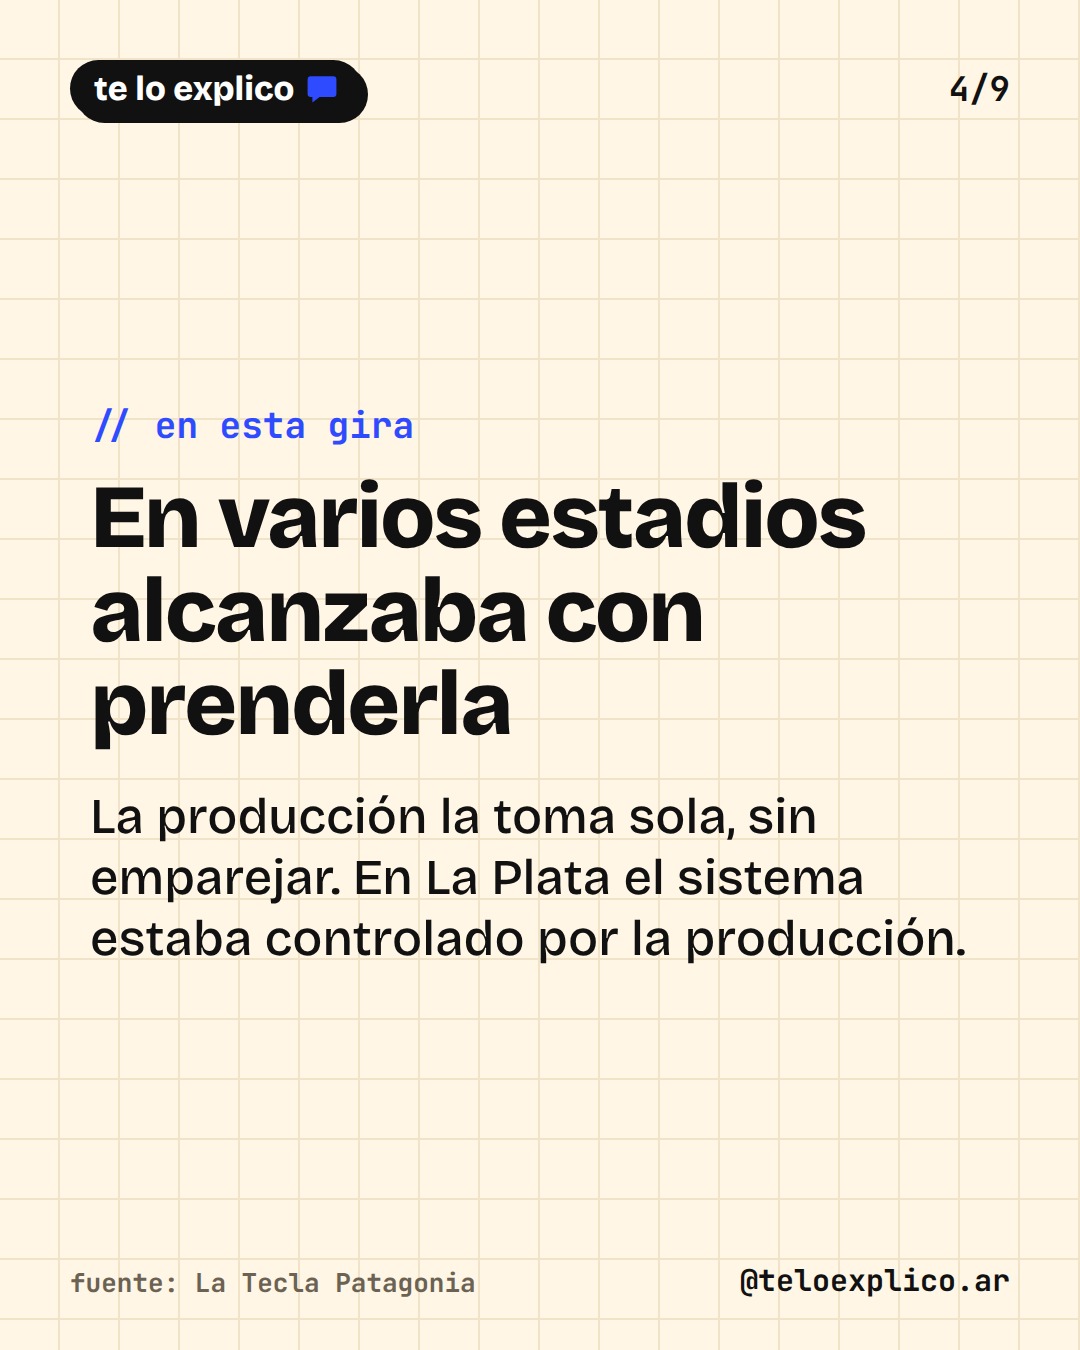 te lo explico
4/9
// en esta gira
En varios estadios
alcanzaba con
prenderla
La producción la toma sola, sin
emparejar. En La Plata el sistema
estaba controlado por la producción.
fuente: La Tecla Patagonia
@teloexplico.ar